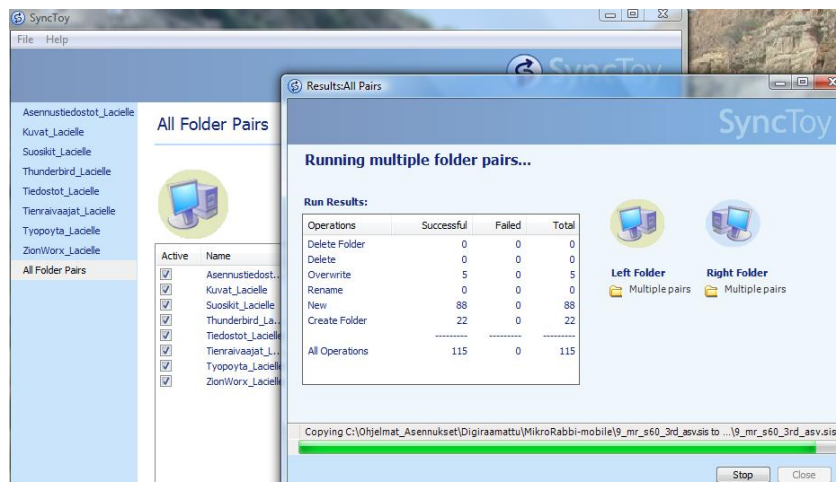 SyncToy
File Help
SyncToy
Asennustiedostot_Lacielle
Kuvat_Lacielle
Suosikit_Lacielle
Thunderbird_Lacielle
Tiedostot_Lacielle
Tienraivaajat_Lacielle
Tyopoyta_Lacielle
ZionWorx_Lacielle
All Folder Pairs
All Folder Pairs
Active Name
Asennustiedost...
Kuvat_Lacielle
Suosikit_Lacielle
Thunderbird_La...
Tiedostot_Lacielle
Tienraivaajat_L...
Tyopoyta_Lacielle
ZionWorx_Lacielle
Results:All Pairs
SyncToy
Running multiple folder pairs...
Run Results:
Operations Successful Failed Total
Delete Folder 0 0 0
Delete 0 0 0
Overwrite 5 0 5
Rename 0 0 0
New 88 0 88
Create Folder 22 0 22
--------- --------- ---------
All Operations 115 0 115
Left Folder Right Folder
Multiple pairs Multiple pairs
Copying C:\Ohjelmat_Asennukset\Digiraamattu\MikroRabbi-mobile\9_mr_s60_3rd_asv.sis to ...\9_mr_s60_3rd_asv.sis
Stop Close